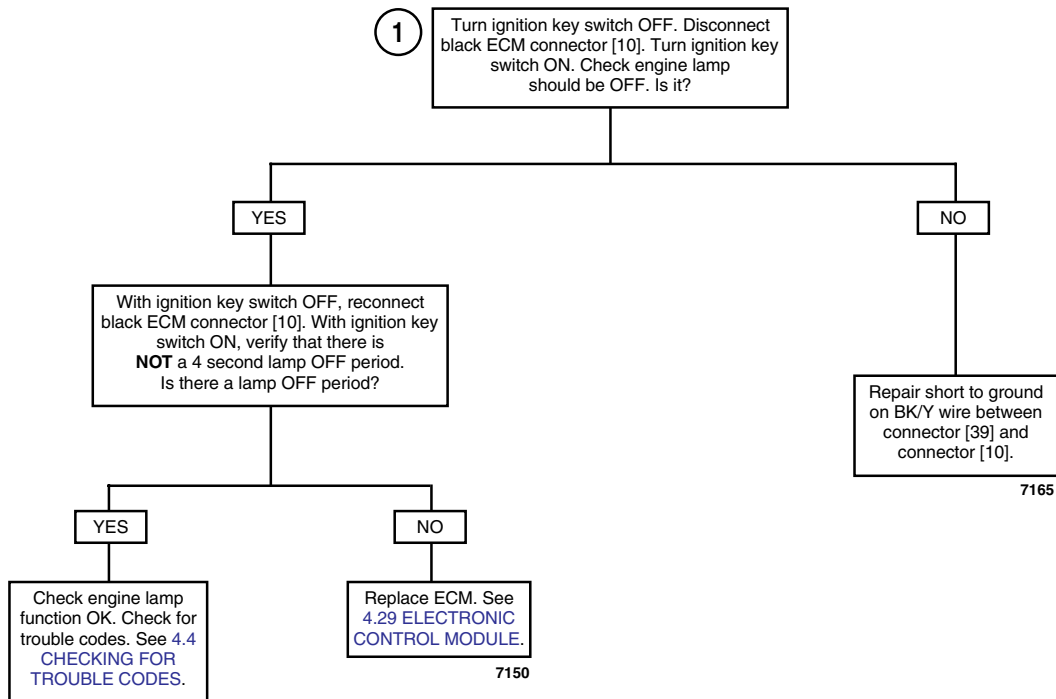 1
Turn ignition key switch OFF. Disconnect
black ECM connector [10]. Turn ignition key
switch ON. Check engine lamp
should be OFF. Is it?
YES
NO
With ignition key switch OFF, reconnect
black ECM connector [10]. With ignition key
switch ON, verify that there is
NOT a 4 second lamp OFF period.
Is there a lamp OFF period?
Repair short to ground
on BK/Y wire between
connector [39] and
connector [10].
7165
YES
NO
Check engine lamp
function OK. Check for
trouble codes. See 4.4
CHECKING FOR
TROUBLE CODES.
Replace ECM. See
4.29 ELECTRONIC
CONTROL MODULE.
7150